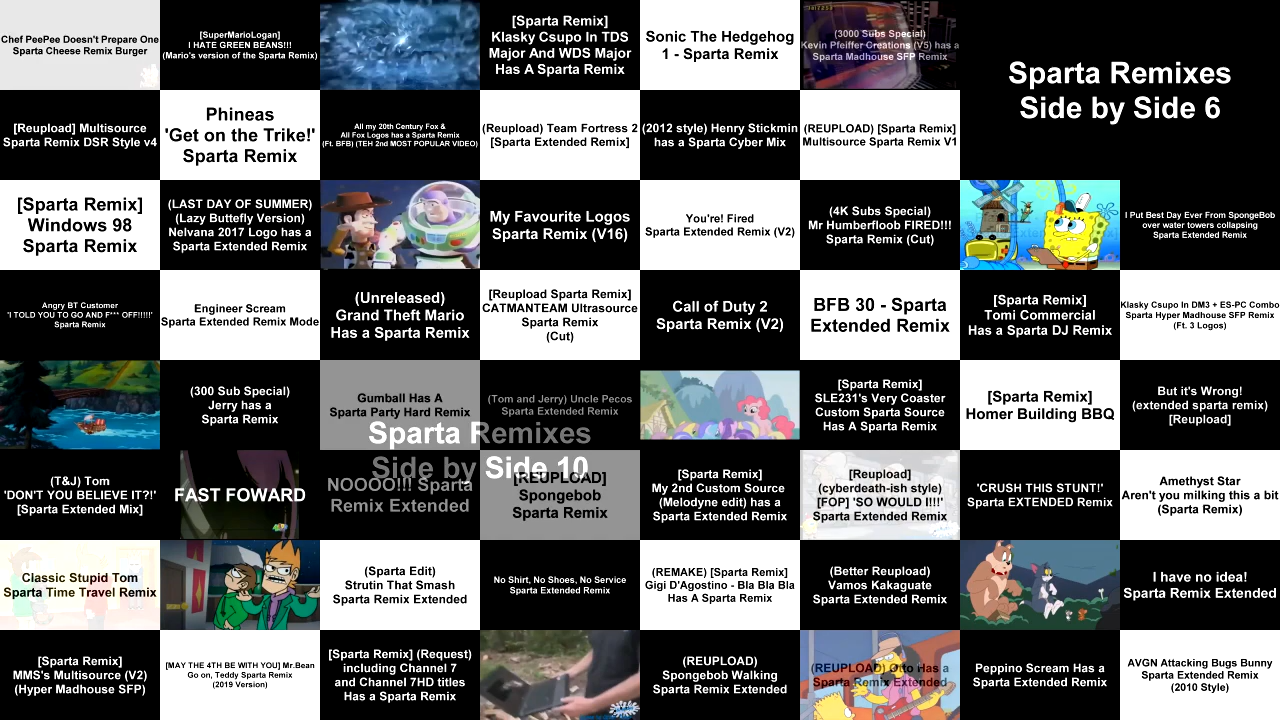 Chef PeePee Doesn't Prepare One
Sparta Cheese Remix Burger
[SuperMarioLogan]
I HATE GREEN BEANS!!!
(Mario's version of the Sparta Remix)
[Sparta Remix]
Klasky Csupo In TDS
Major And WDS Major
Has A Sparta Remix
Sonic The Hedgehog
1 - Sparta Remix
(3000 Subs Special)
Kevin Pfeiffer Creations (V5) has a
Sparta Madhouse SFP Remix
Sparta Remixes
Side by Side 6
[Reupload] Multisource
Sparta Remix DSR Style v4
Phineas
'Get on the Trike!'
Sparta Remix
All my 20th Century Fox &
All Fox Logos has a Sparta Remix
(Ft. BFB) (TEH 2nd MOST POPULAR VIDEO)
(Reupload) Team Fortress 2
[Sparta Extended Remix]
(2012 style) Henry Stickmin
has a Sparta Cyber Mix
(REUPLOAD) [Sparta Remix]
Multisource Sparta Remix V1
[Sparta Remix]
Windows 98
Sparta Remix
(LAST DAY OF SUMMER)
(Lazy Buttefly Version)
Nelvana 2017 Logo has a
Sparta Extended Remix
My Favourite Logos
Sparta Remix (V16)
You're! Fired
Sparta Extended Remix (V2)
(4K Subs Special)
Mr Humberfloob FIRED!!!
Sparta Remix (Cut)
I Put Best Day Ever From SpongeBob
over water towers collapsing
Sparta Extended Remix
Angry BT Customer
'I TOLD YOU TO GO AND F*** OFF!!!!!'
Sparta Remix
Engineer Scream
Sparta Extended Remix Mode
(Unreleased)
Grand Theft Mario
Has a Sparta Remix
[Reupload Sparta Remix]
CATMANTEAM Ultrasource
Sparta Remix
(Cut)
Call of Duty 2
Sparta Remix (V2)
BFB 30 - Sparta
Extended Remix
[Sparta Remix]
Tomi Commercial
Has a Sparta DJ Remix
Klasky Csupo In DM3 + ES-PC Combo
Sparta Hyper Madhouse SFP Remix
(Ft. 3 Logos)
(300 Sub Special)
Jerry has a
Sparta Remix
Gumball Has A
Sparta Party Hard Remix
(Tom and Jerry) Uncle Pecos
Sparta Extended Remix
Sparta Remixes
Side by Side 10
[Sparta Remix]
SLE231's Very Coaster
Custom Sparta Source
Has A Sparta Remix
[Sparta Remix]
Homer Building BBQ
But it's Wrong!
(extended sparta remix)
[Reupload]
(T&J) Tom
'DON'T YOU BELIEVE IT?!'
[Sparta Extended Mix]
FAST FOWARD
NOOOO!!! Sparta
Remix Extended
[REUPLOAD]
Spongebob
Sparta Remix
[Sparta Remix]
My 2nd Custom Source
(Melodyne edit) has a
Sparta Extended Remix
[Reupload]
(cyberdeath-ish style)
[FOP] 'SO WOULD I!!!'
Sparta Extended Remix
'CRUSH THIS STUNT!'
Sparta EXTENDED Remix
Amethyst Star
Aren't you milking this a bit
(Sparta Remix)
Classic Stupid Tom
Sparta Time Travel Remix
(Sparta Edit)
Strutin That Smash
Sparta Remix Extended
No Shirt, No Shoes, No Service
Sparta Extended Remix
(REMAKE) [Sparta Remix]
Gigi D'Agostino - Bla Bla Bla
Has A Sparta Remix
(Better Reupload)
Vamos Kakaguate
Sparta Extended Remix
I have no idea!
Sparta Remix Extended
[Sparta Remix]
MMS's Multisource (V2)
(Hyper Madhouse SFP)
[MAY THE 4TH BE WITH YOU] Mr.Bean
Go on, Teddy Sparta Remix
(2019 Version)
[Sparta Remix] (Request)
including Channel 7
and Channel 7HD titles
Has a Sparta Remix
(REUPLOAD)
Spongebob Walking
Sparta Remix Extended
(REUPLOAD) Otto Has a
Sparta Remix Extended
Peppino Scream Has a
Sparta Extended Remix
AVGN Attacking Bugs Bunny
Sparta Extended Remix
(2010 Style)